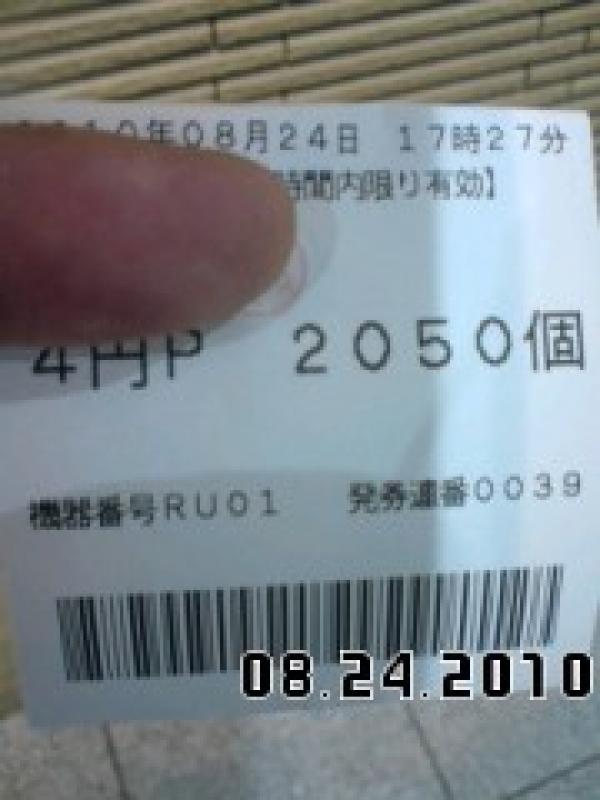 2010年08月24日 17時27分
時間内限り有効】
4円P 2050個
機器番号RU01 発券連番0039
08.24.2010